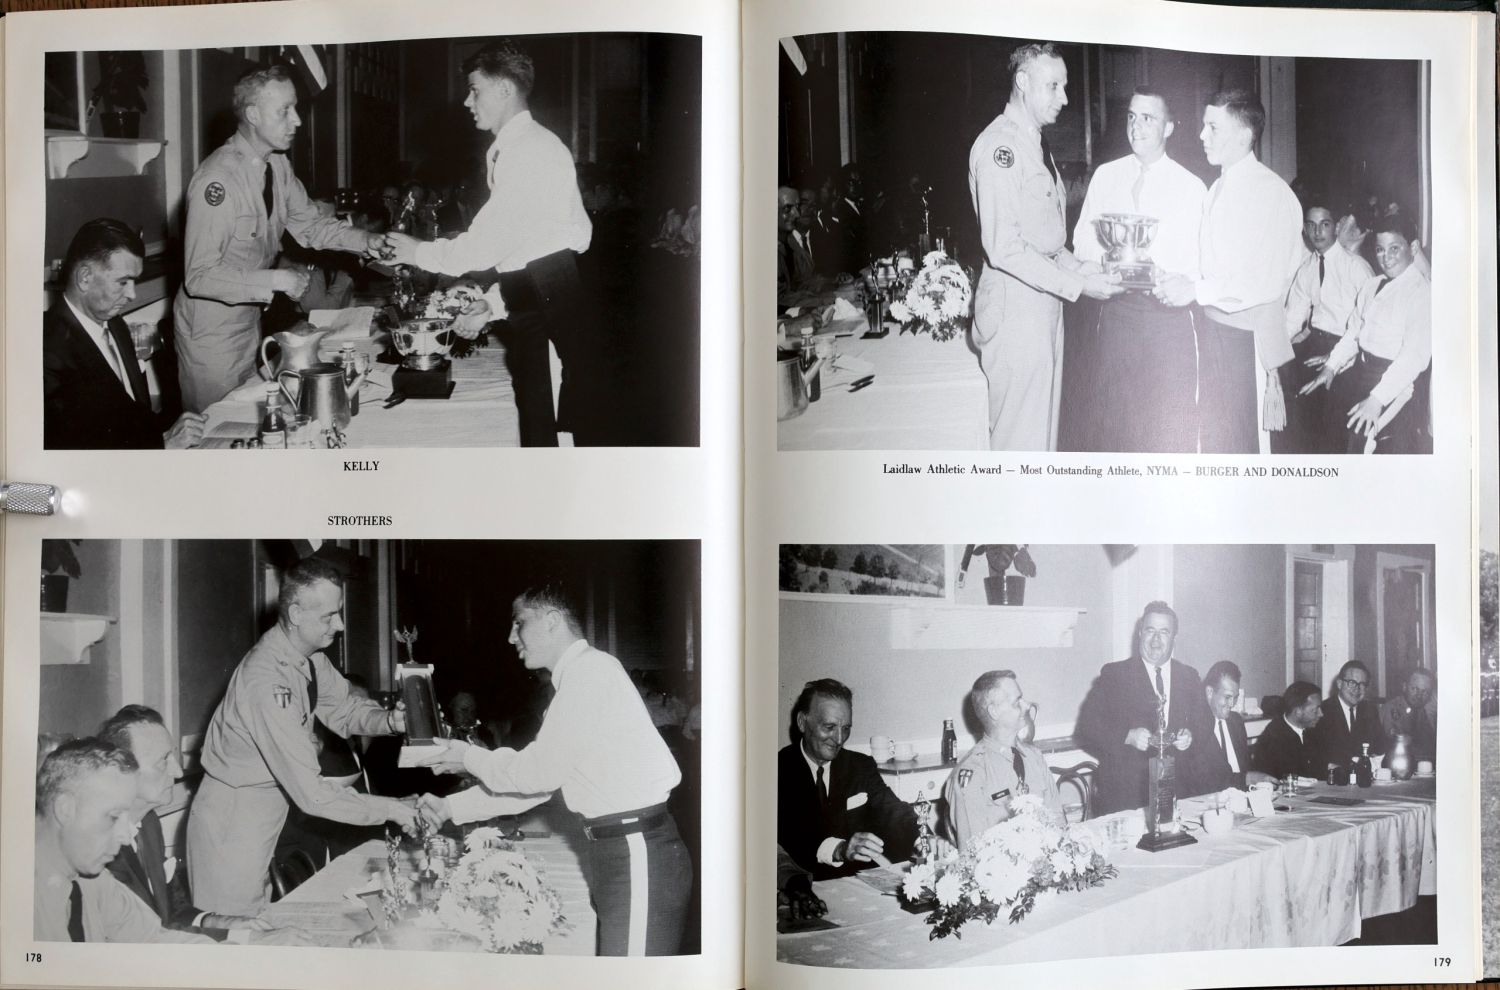 KELLY
STROTHERS
178
Laidlaw Athletic Award — Most Outstanding Athlete, NYMA — BURGER AND DONALDSON
179